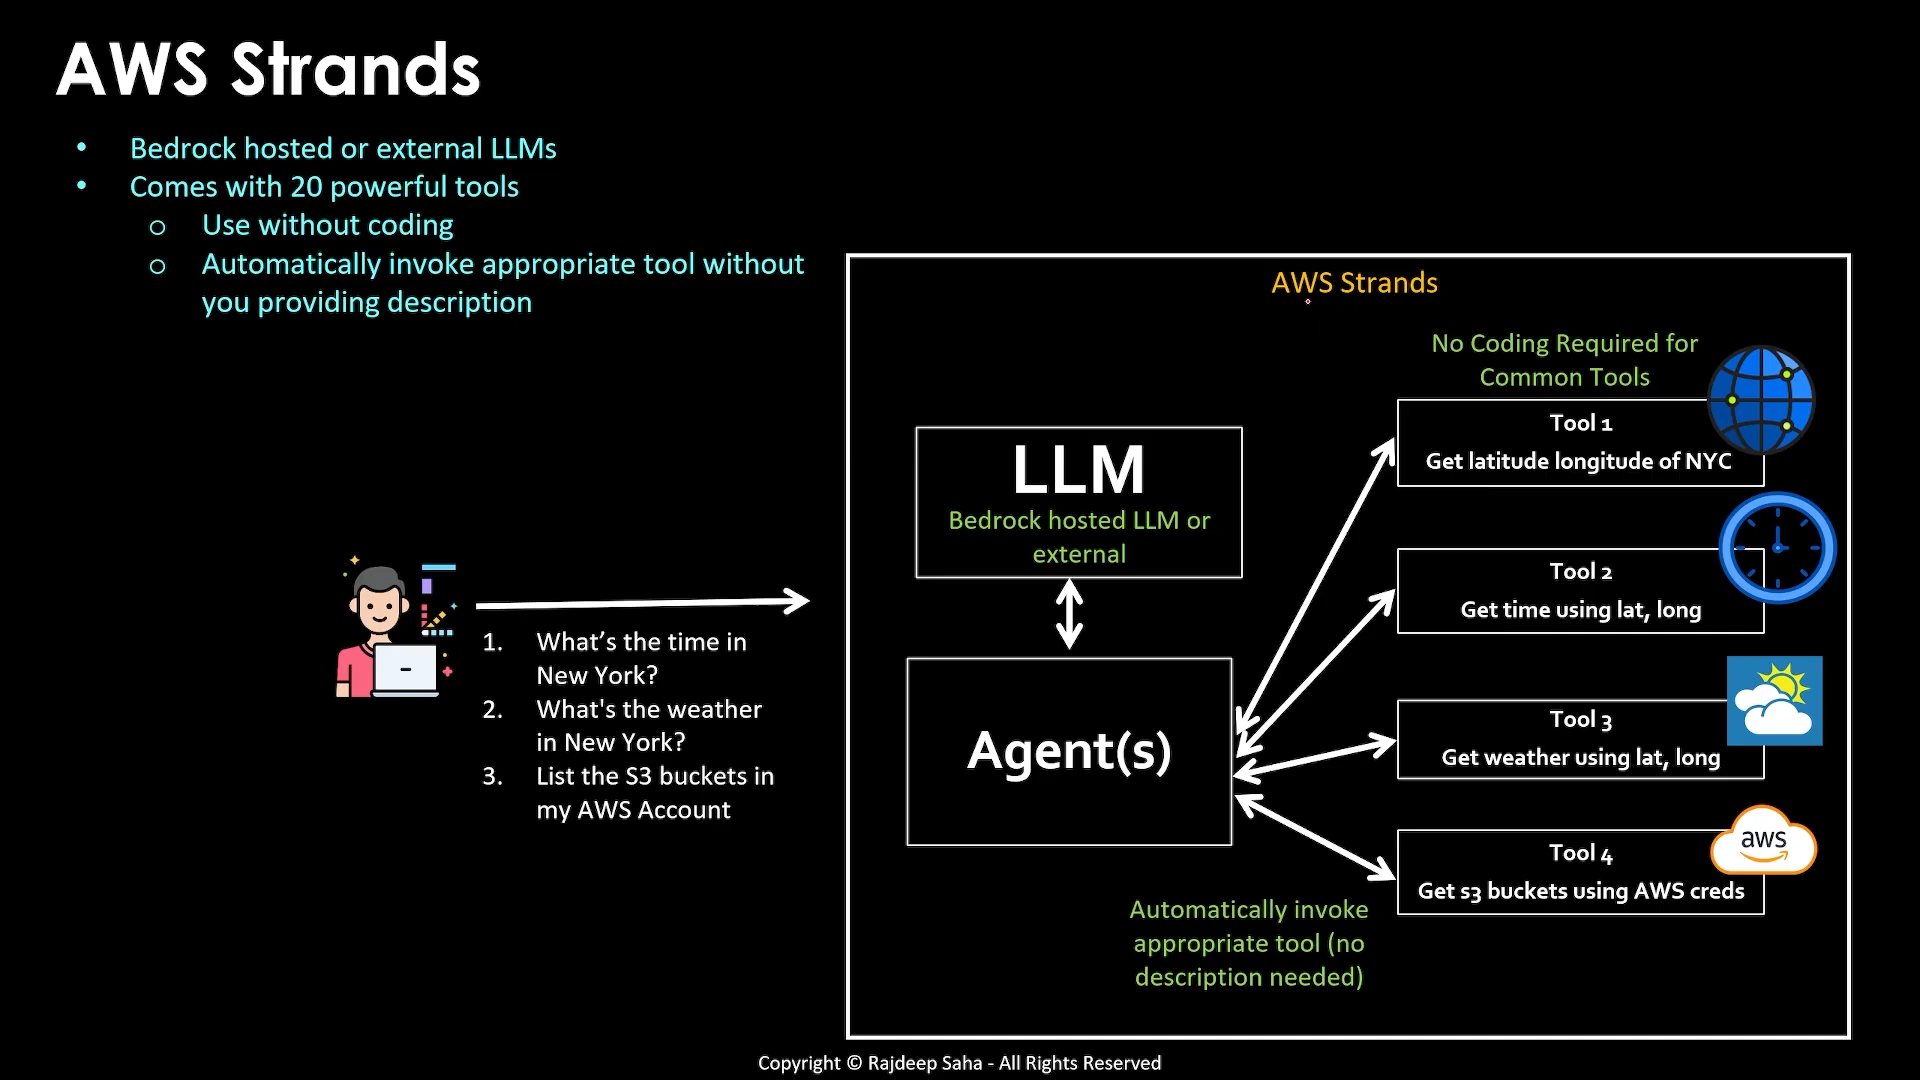 AWS Strands
• Bedrock hosted or external LLMs
• Comes with 20 powerful tools
o Use without coding
o Automatically invoke appropriate tool without
you providing description
AWS Strands
No Coding Required for
Common Tools
Tool 1
Get latitude longitude of NYC
LLM
Bedrock hosted LLM or
external
Tool 2
Get time using lat, long
1. What’s the time in
New York?
2. What's the weather
in New York?
3. List the S3 buckets in
my AWS Account
Agent(s)
Tool 3
Get weather using lat, long
aws
Tool 4
Get s3 buckets using AWS creds
Automatically invoke
appropriate tool (no
description needed)
Copyright © Rajdeep Saha - All Rights Reserved